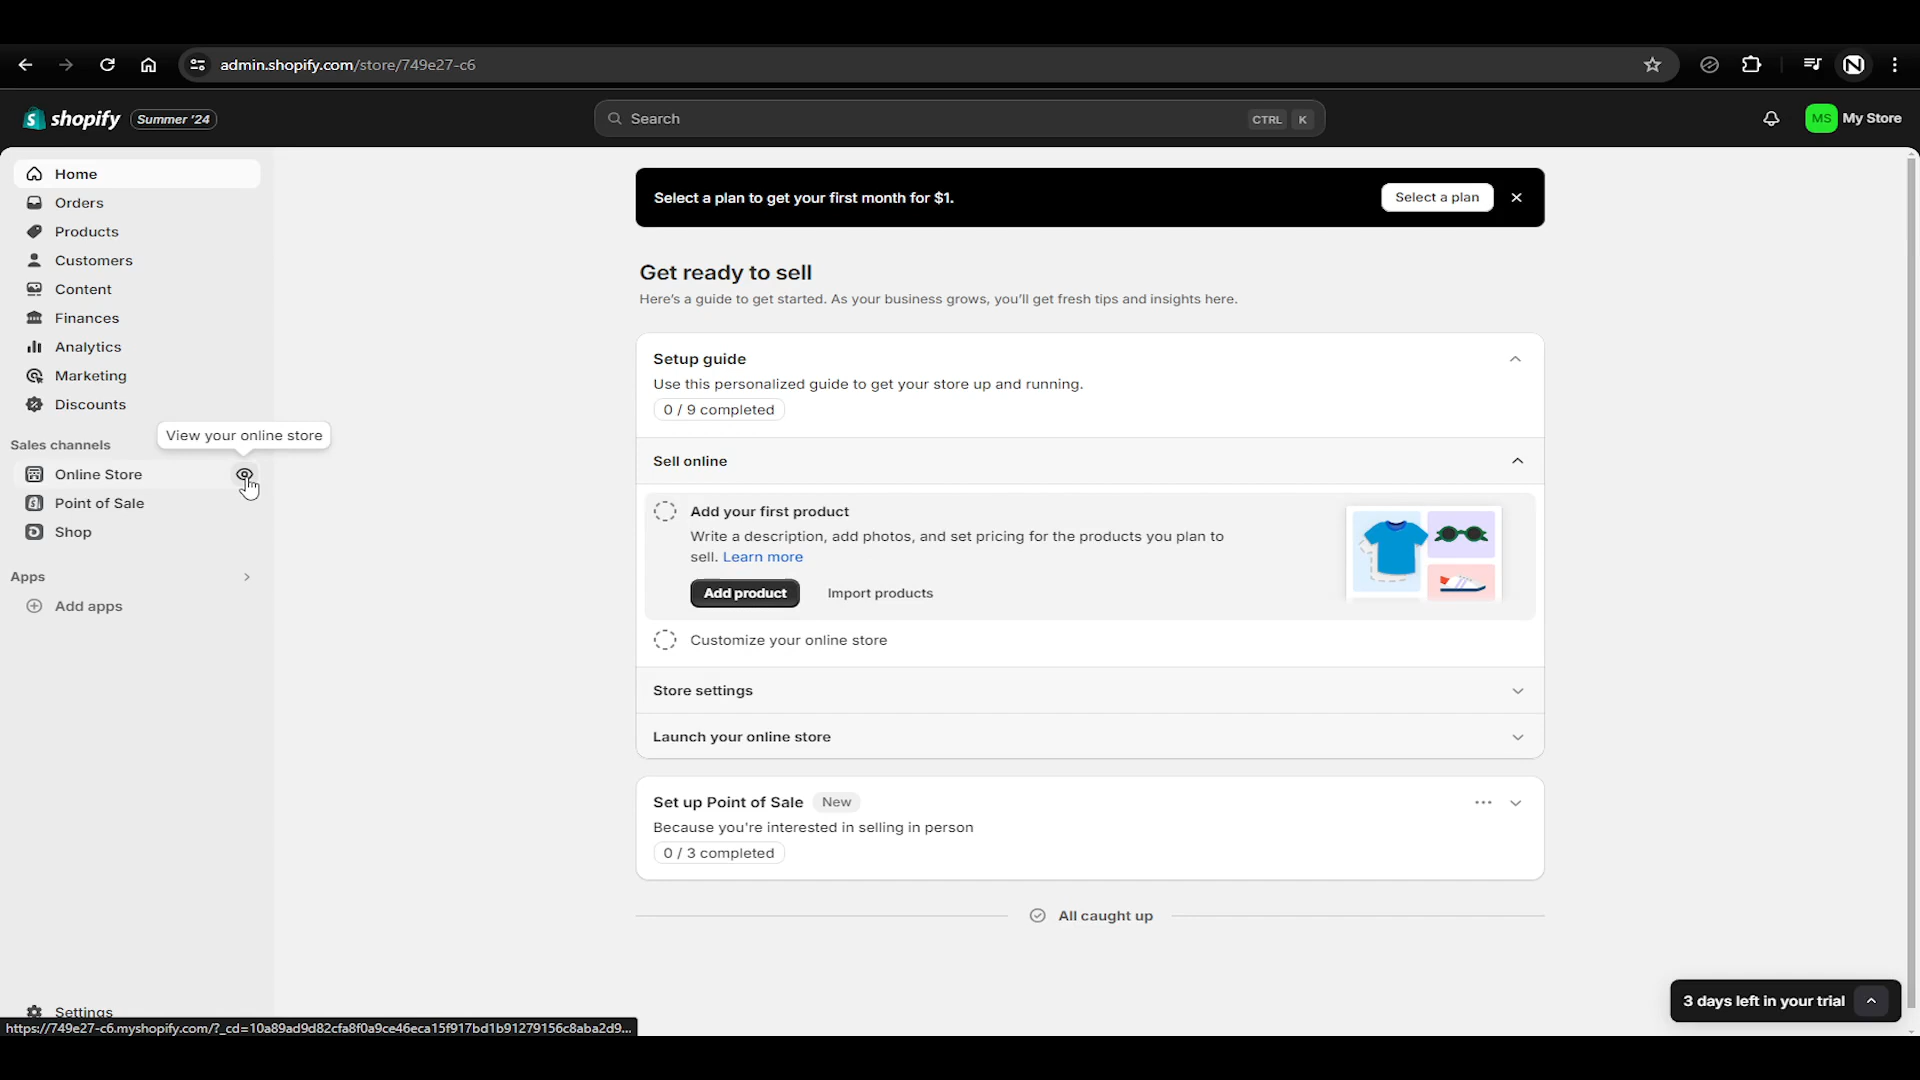 admin.shopify.com/store/749e27-c6
shopify Summer '24
Search CTRL K
MS My Store
Home
Orders
Products
Customers
Content
Finances
Analytics
Marketing
Discounts
Sales channels
View your online store
Online Store
Point of Sale
Shop
Apps
Add apps
Settings
Select a plan to get your first month for $1. Select a plan
Get ready to sell
Here's a guide to get started. As your business grows, you'll get fresh tips and insights here.
Setup guide
Use this personalized guide to get your store up and running.
0 / 9 completed
Sell online
Add your first product
Write a description, add photos, and set pricing for the products you plan to
sell. Learn more
Add product Import products
Customize your online store
Store settings
Launch your online store
Set up Point of Sale New
Because you're interested in selling in person
0 / 3 completed
All caught up
3 days left in your trial
https://749e27-c6.myshopify.com/?_cd=10a89ad9d82cfa8f0a9ce46eca15f917bd1b91279156c8aba2d9...